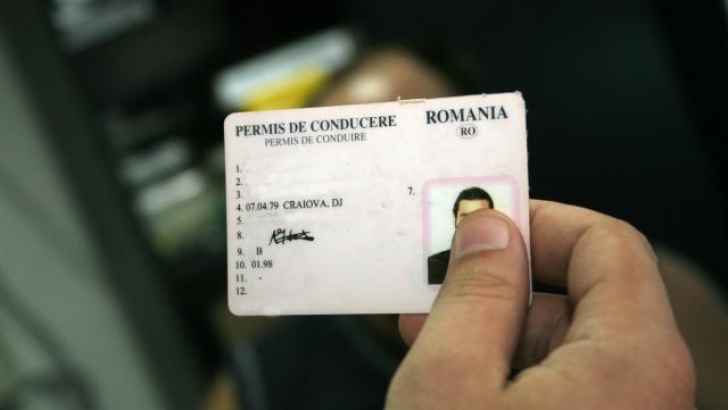 PERMIS DE CONDUCERE
PERMIS DE CONDUIRE
ROMANIA
RO
1.
2.
3.
4. 07.04.79 CRAIOVA, DJ
5.
7.
8.
9. B
10. 01.98
11. -
12.